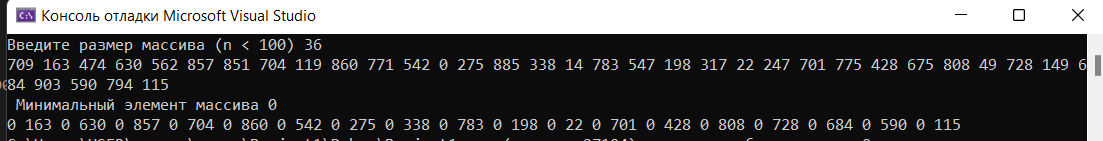 Консоль отладки Microsoft Visual Studio
Введите размер массива (n < 100) 36
709 163 474 630 562 857 851 704 119 860 771 542 0 275 885 338 14 783 547 198 317 22 247 701 775 428 675 808 49 728 149 6
84 903 590 794 115
Минимальный элемент массива 0
0 163 0 630 0 857 0 704 0 860 0 542 0 275 0 338 0 783 0 198 0 22 0 701 0 428 0 808 0 728 0 684 0 590 0 115